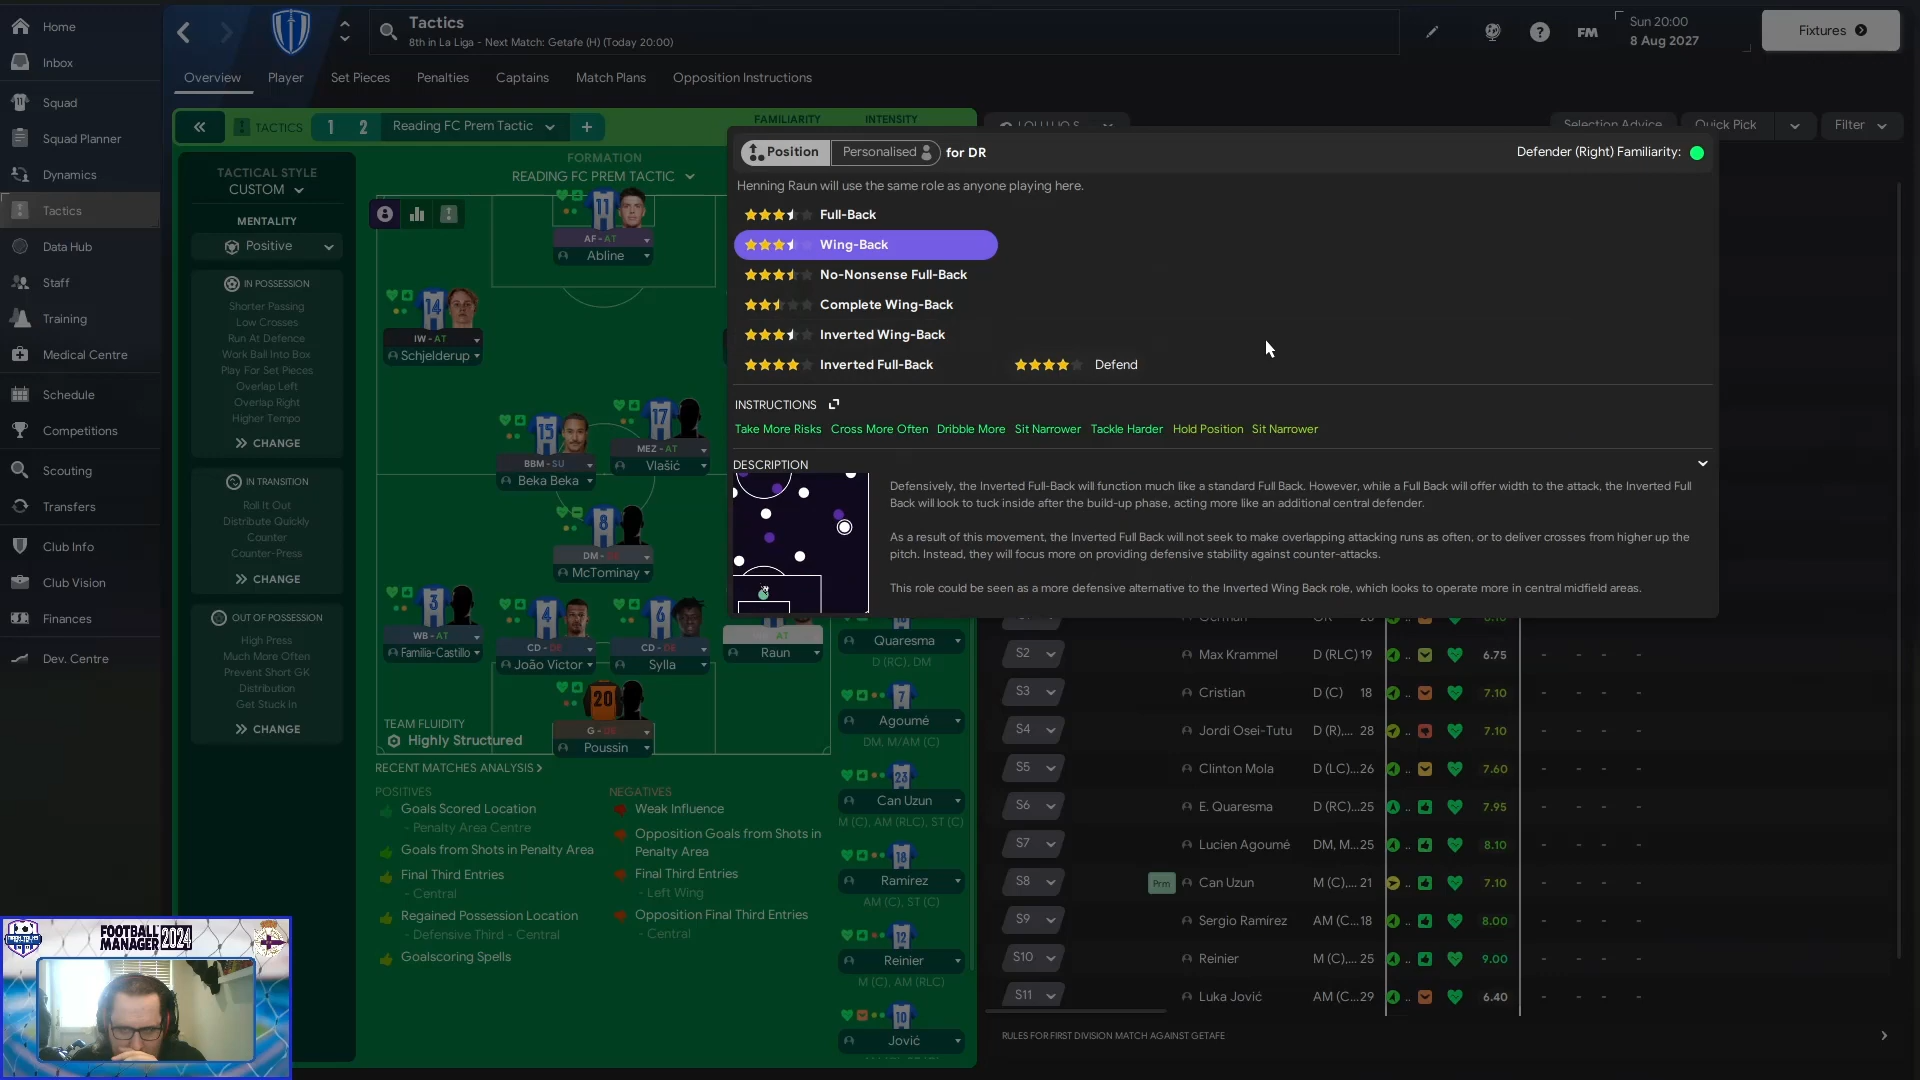 Home
Inbox
Squad
Squad Planner
Dynamics
Tactics
Data Hub
Staff
Training
Medical Centre
Schedule
Competitions
Scouting
Transfers
Club Info
Club Vision
Finances
Dev. Centre
Tactics
8th in La Liga - Next Match: Getafe (H) (Today 20:00)
FM
Sun 20:00
8 Aug 2027
Fixtures
Overview Player Set Pieces Penalties Captains Match Plans Opposition Instructions
TACTICS 1 2 Reading FC Prem Tactic +
FAMILIARITY INTENSITY
Selection Advice Quick Pick Filter
TACTICAL STYLE
CUSTOM
MENTALITY
Positive
IN POSSESSION
Shorter Passing
Low Crosses
Run At Defence
Work Ball Into Box
Play For Set Pieces
Overlap Left
Overlap Right
Higher Tempo
CHANGE
IN TRANSITION
Roll It Out
Distribute Quickly
Counter
Counter-Press
CHANGE
OUT OF POSSESSION
High Press
Much More Often
Prevent Short GK
Distribution
Get Stuck In
CHANGE
FORMATION
READING FC PREM TACTIC
11
AF - AT
Abline
14
IW - AT
Schjelderup
15
BBM - SU
Beka Beka
17
MEZ - AT
Vlašić
8
DM - DE
McTominay
3
WB - AT
Familia-Castillo
4
CD - DE
João Victor
6
CD - DE
Sylla
AT
Raun
20
G - DE
Poussin
TEAM FLUIDITY
Highly Structured
RECENT MATCHES ANALYSIS >
POSITIVES
Goals Scored Location
- Penalty Area Centre
Goals from Shots in Penalty Area
Final Third Entries
- Central
Regained Possession Location
- Defensive Third - Central
Goalscoring Spells
NEGATIVES
Weak Influence
Opposition Goals from Shots in
Penalty Area
Final Third Entries
- Left Wing
Opposition Final Third Entries
- Central
Quaresma
D (RC), DM
7
Agoumé
DM, M/AM (C)
23
Can Uzun
M (C), AM (RLC), ST (C)
18
Ramírez
AM (C), ST (C)
12
Reinier
M (C), AM (RLC)
10
Jović
Position Personalised for DR
Defender (Right) Familiarity:
Henning Raun will use the same role as anyone playing here.
Full-Back
Wing-Back
No-Nonsense Full-Back
Complete Wing-Back
Inverted Wing-Back
Inverted Full-Back Defend
INSTRUCTIONS
Take More Risks Cross More Often Dribble More Sit Narrower Tackle Harder Hold Position Sit Narrower
DESCRIPTION
Defensively, the Inverted Full-Back will function much like a standard Full Back. However, while a Full Back will offer width to the attack, the Inverted Full
Back will look to tuck inside after the build-up phase, acting more like an additional central defender.
As a result of this movement, the Inverted Full Back will not seek to make overlapping attacking runs as often, or to deliver crosses from higher up the
pitch. Instead, they will focus more on providing defensive stability against counter-attacks.
This role could be seen as a more defensive alternative to the Inverted Wing Back role, which looks to operate more in central midfield areas.
S2 Max Krammel D (RLC) 19 .. 6.75 - - - -
S3 Cristian D (C) 18 7.10 - - - -
S4 Jordi Osei-Tutu D (R),... 28 .. 7.10 - - - -
S5 Clinton Mola D (LC)...26 .. 7.60 - - - -
S6 E. Quaresma D (RC)...25 .. 7.95 - - - -
S7 Lucien Agoumé DM, M...25 .. 8.10 - - - -
S8 Prm Can Uzun M (C),... 21 .. 7.10 - - - -
S9 Sergio Ramírez AM (C...18 .. 8.00 - - - -
S10 Reinier M (C),... 25 .. 9.00 - - - -
S11 Luka Jović AM (C...29 .. 6.40 - - - -
RULES FOR FIRST DIVISION MATCH AGAINST GETAFE
FOOTBALL
MANAGER 2024